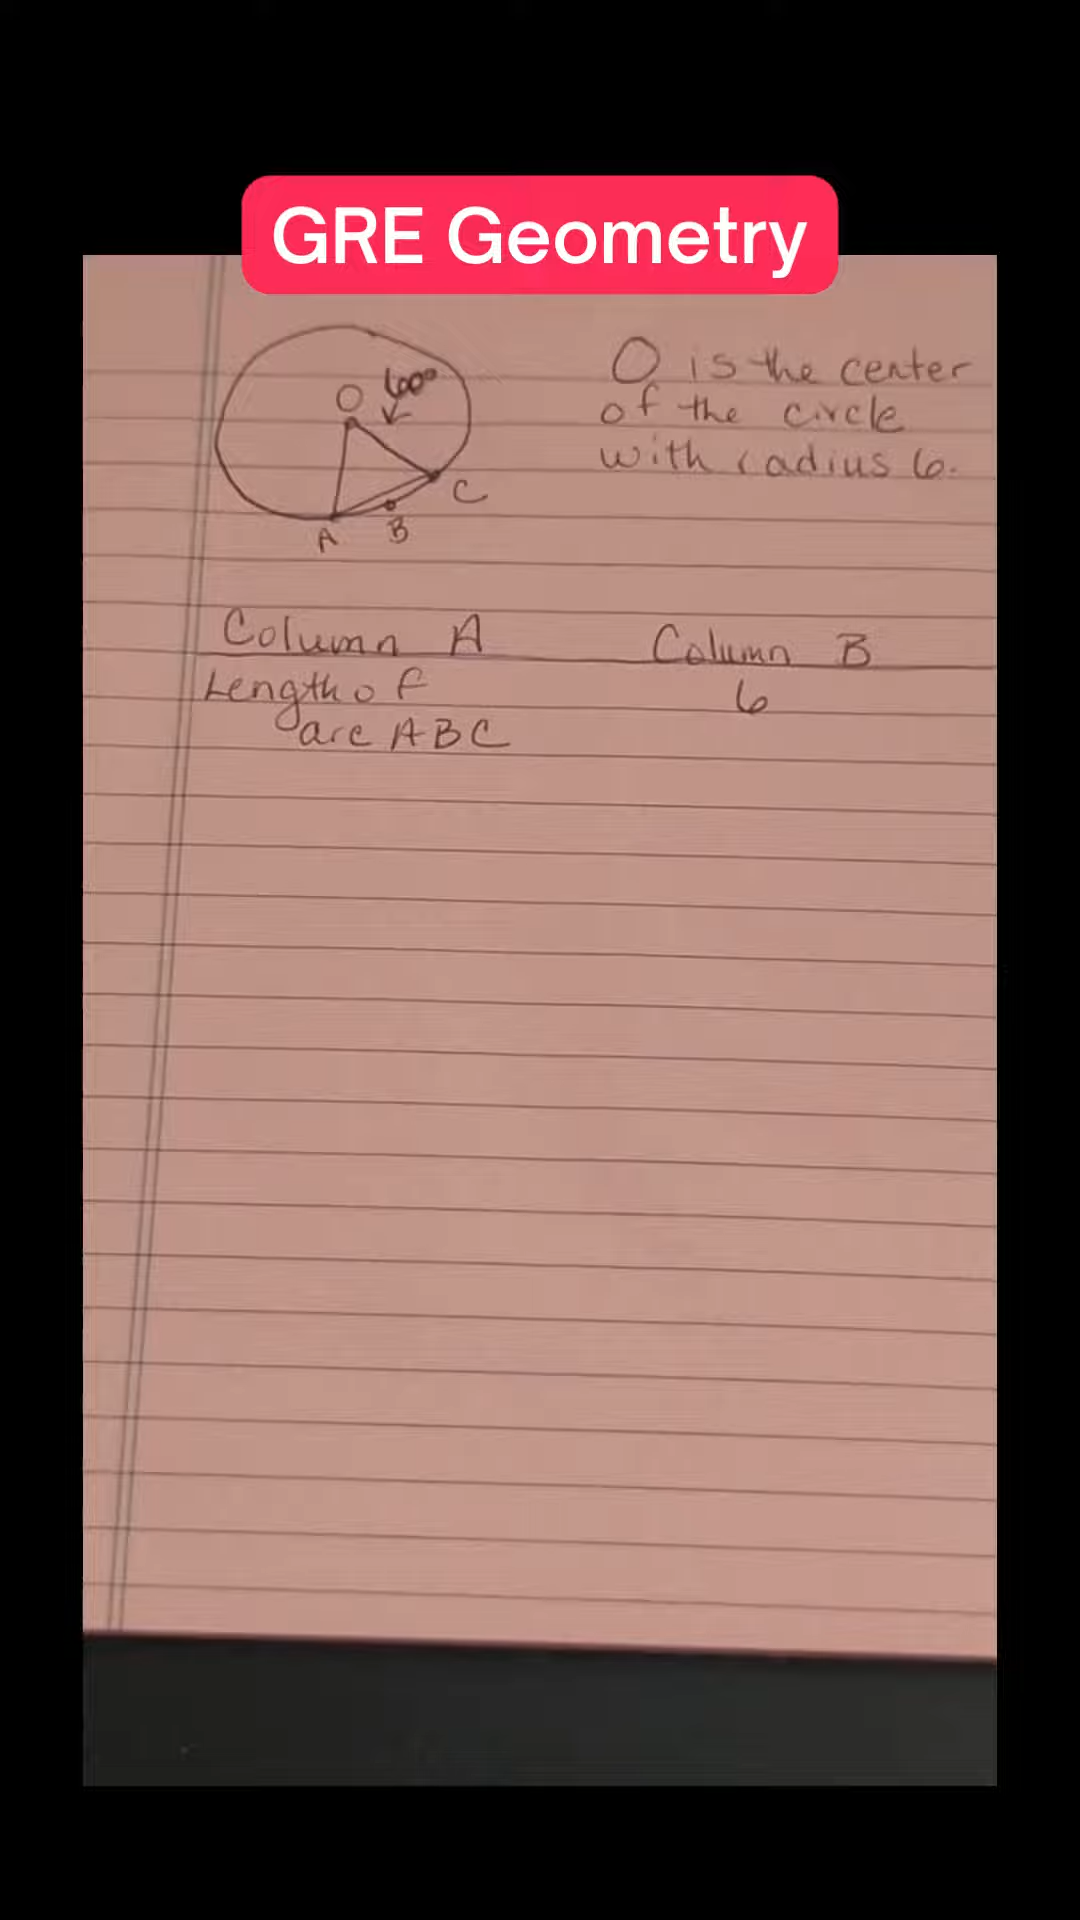 GRE Geometry
O 60°
O is the center
of the circle
with radius 6.
C
A B
Column A Column B
Length of 6
arc ABC